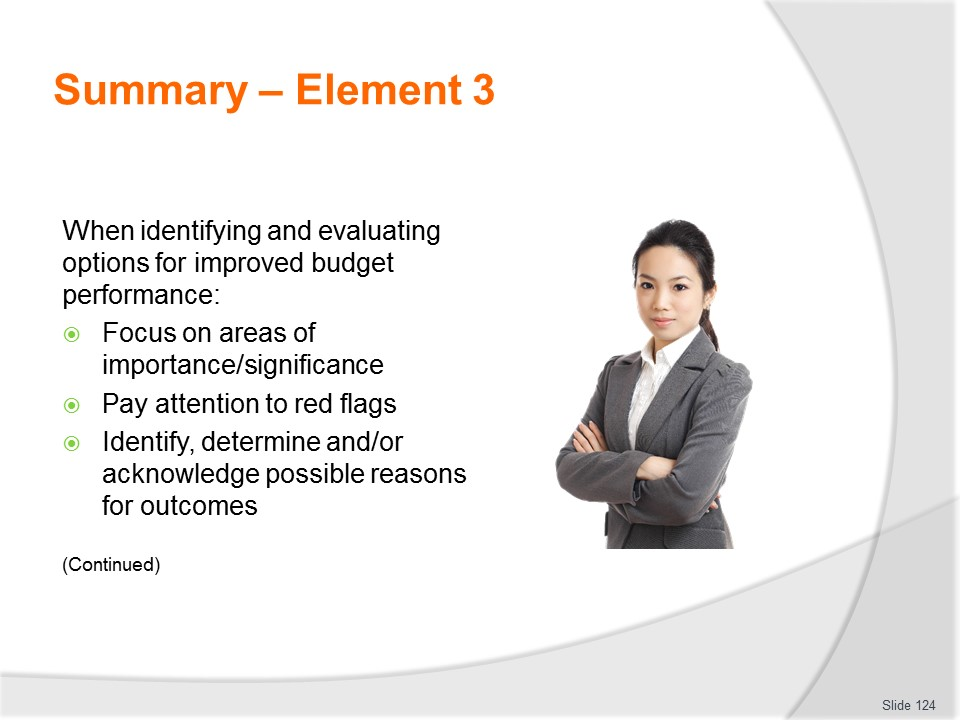 Summary – Element 3
When identifying and evaluating
options for improved budget
performance:
Focus on areas of
importance/significance
Pay attention to red flags
Identify, determine and/or
acknowledge possible reasons
for outcomes
(Continued)
Slide 124